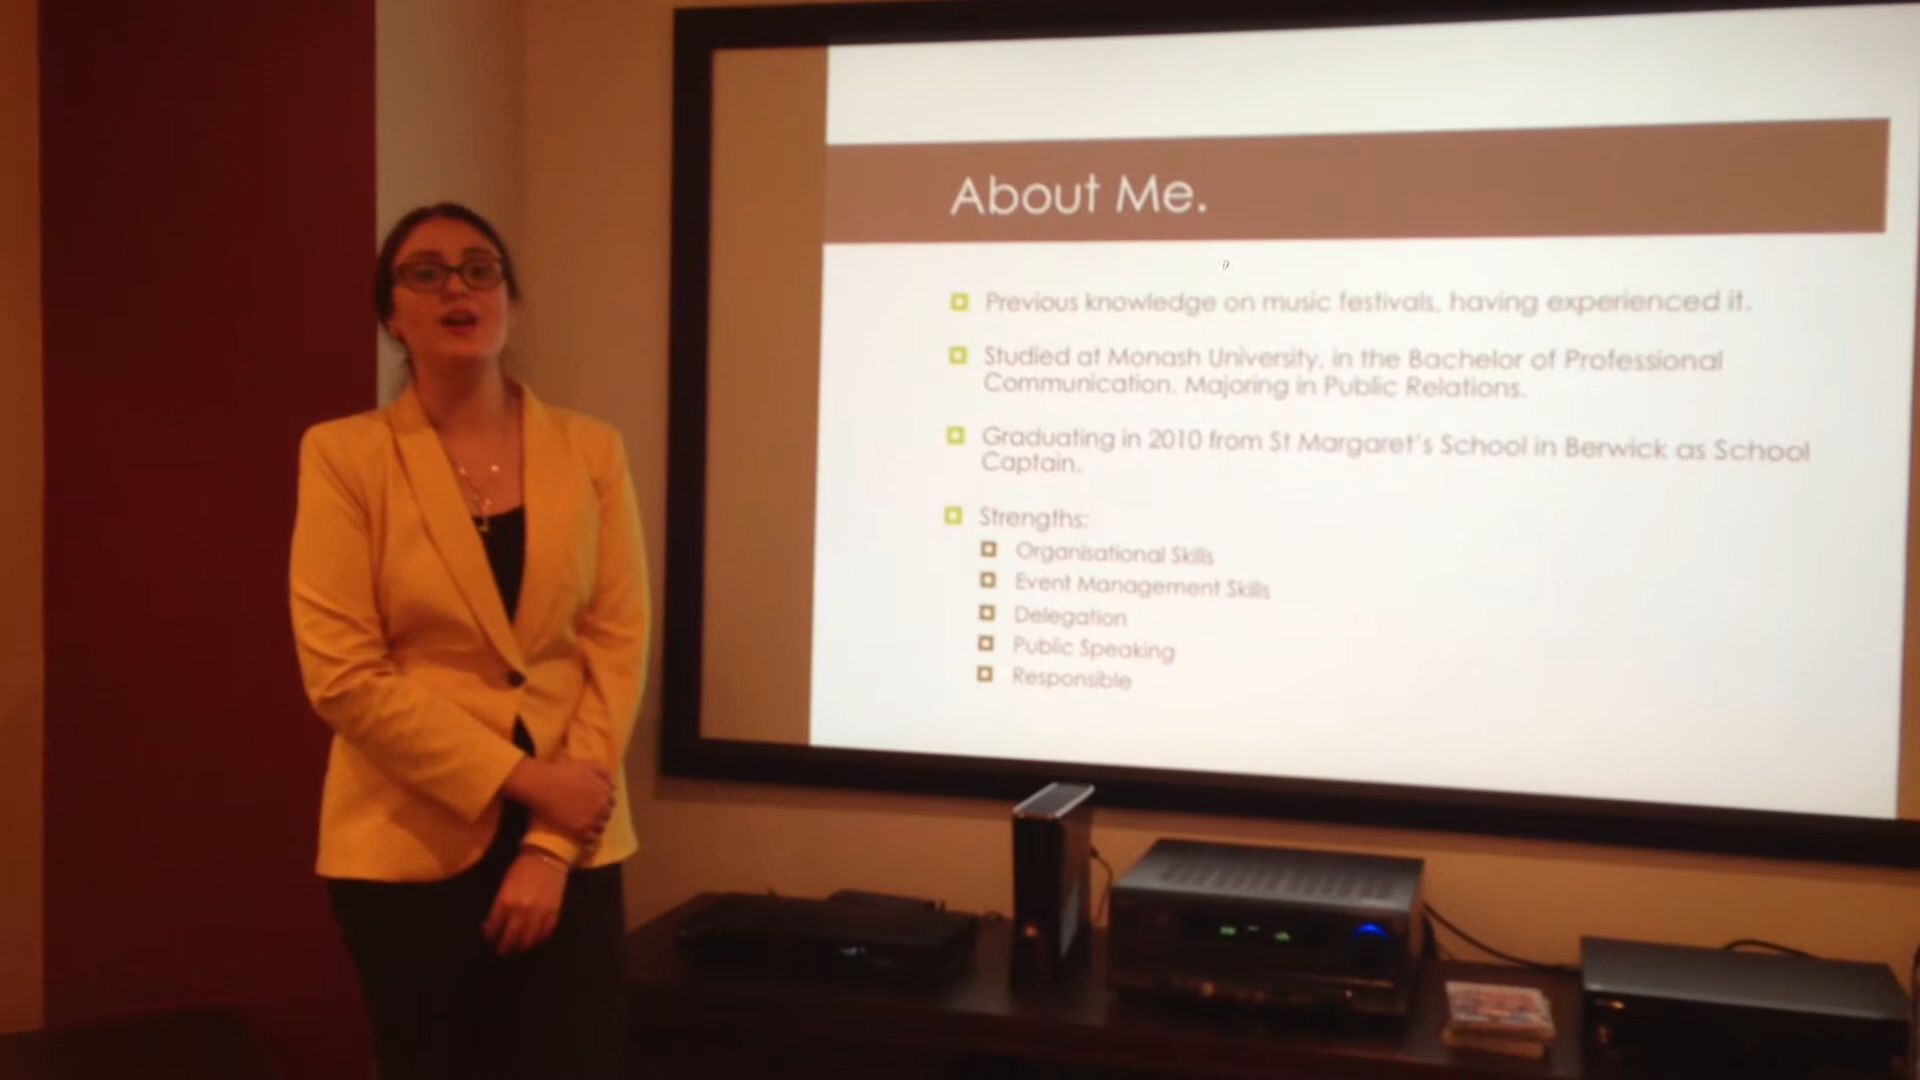 About Me.
Previous knowledge on music festivals, having experienced it.
Studied at Monash University, in the Bachelor of Professional
Communication. Majoring in Public Relations.
Graduating in 2010 from St Margaret's School in Berwick as School
Captain.
Strengths:
Organisational Skills
Event Management Skills
Delegation
Public Speaking
Responsible